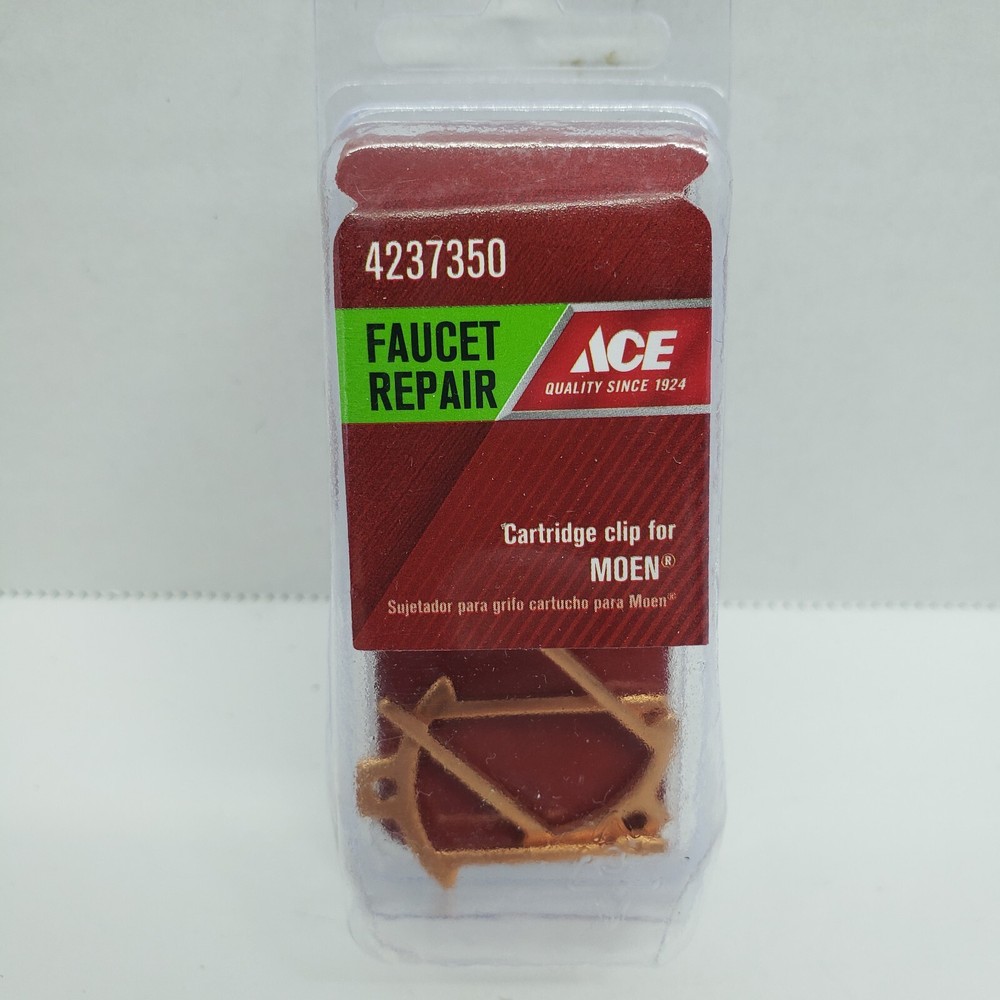 4237350
FAUCET
REPAIR
ACE
QUALITY SINCE 1924
Cartridge clip for
MOEN®
Sujetador para grifo cartucho para Moen®